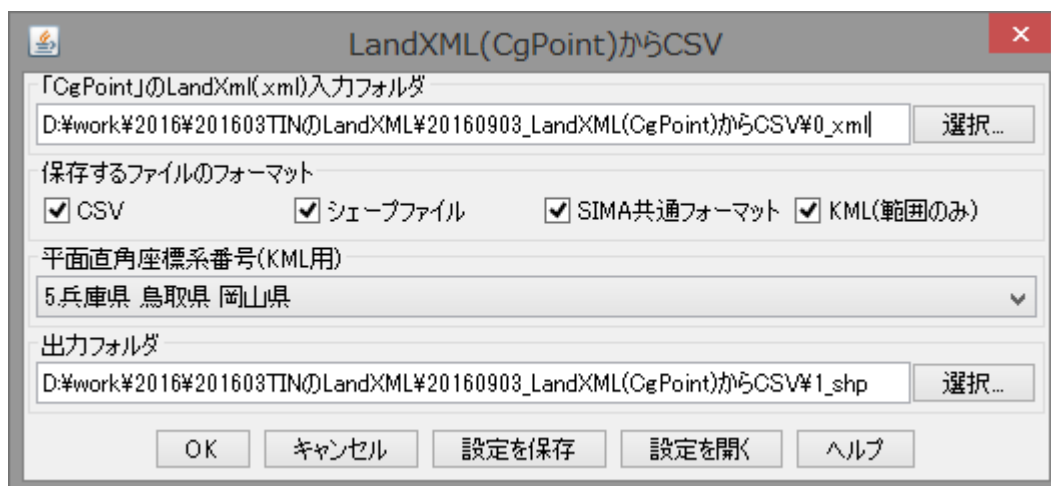 LandXML(CgPoint)からCSV
「CgPoint」のLandXml(xml)入力フォルダ
D:¥work¥2016¥201603TINのLandXML¥20160903_LandXML(CgPoint)からCSV¥0_xml 選択...
保存するファイルのフォーマット
CSV シェープファイル SIMA共通フォーマット KML(範囲のみ)
平面直角座標系番号(KML用)
5.兵庫県 鳥取県 岡山県
出力フォルダ
D:¥work¥2016¥201603TINのLandXML¥20160903_LandXML(CgPoint)からCSV¥1_shp 選択...
OK キャンセル 設定を保存 設定を開く ヘルプ